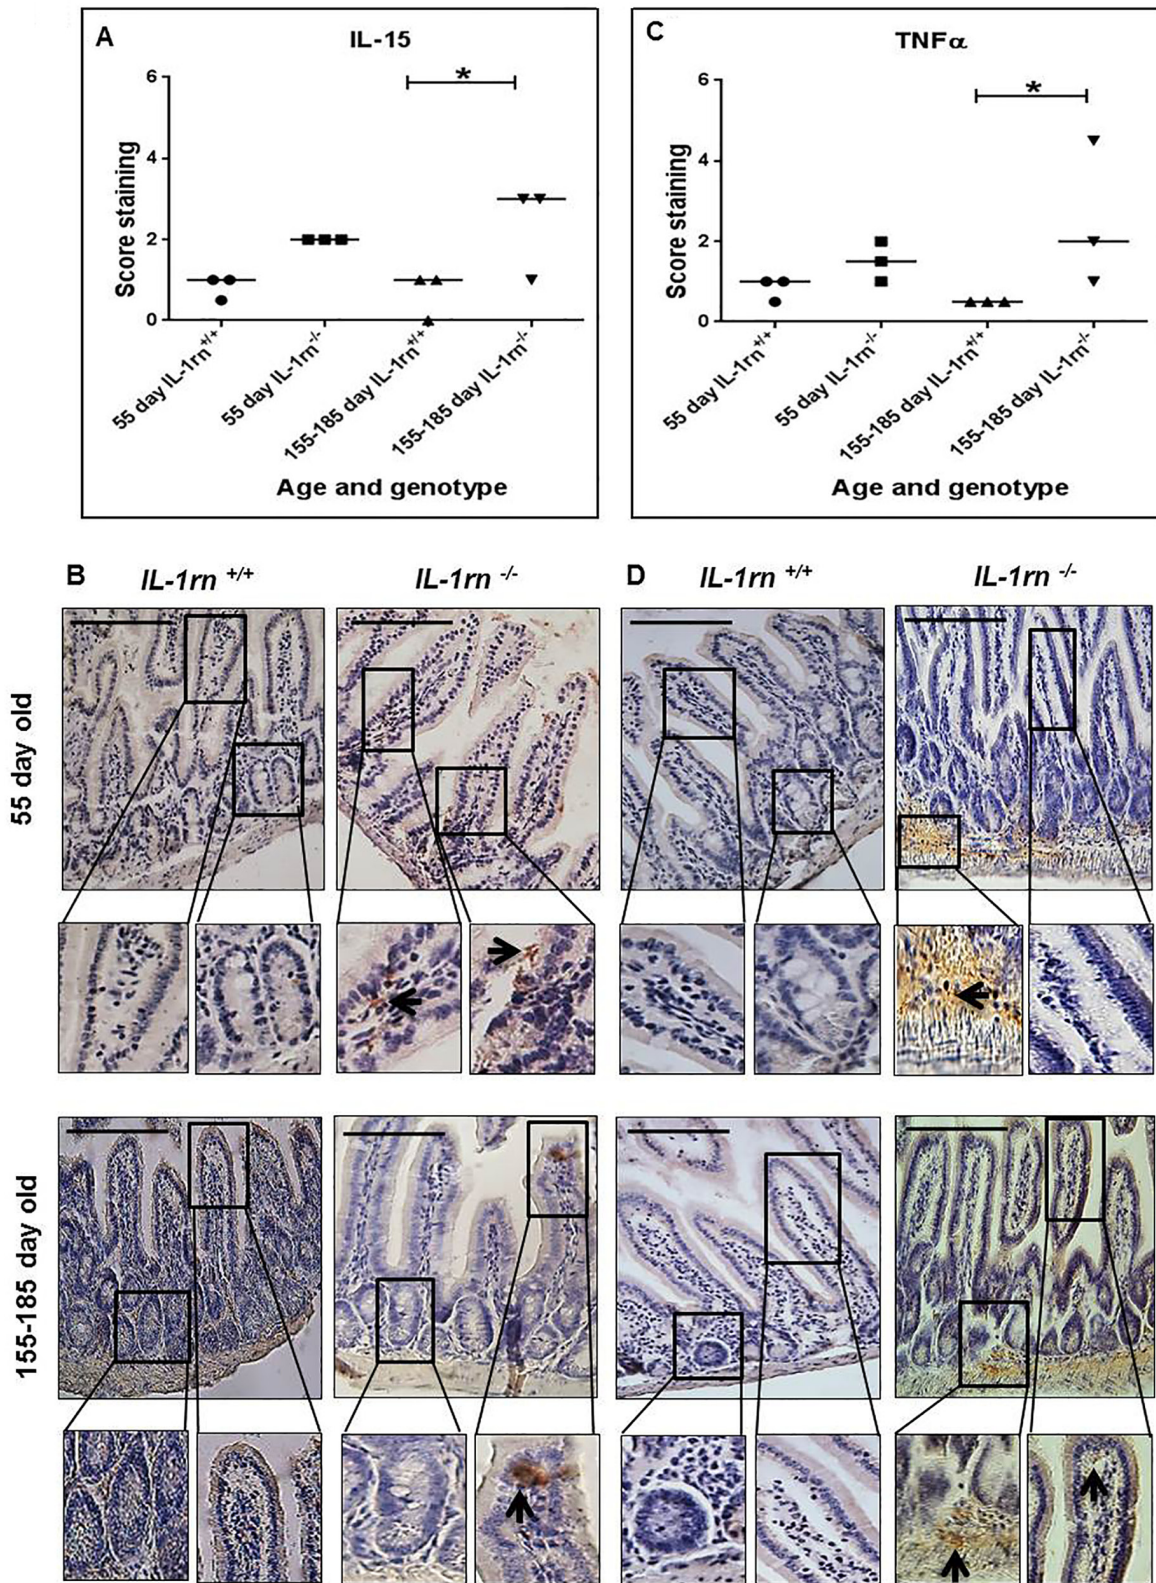 A
IL-15
*
6
4
2
0
Score staining
55 day IL-1rn+/+
55 day IL-1rn-/-
155-185 day IL-1rn+/+
155-185 day IL-1rn-/-
Age and genotype
C
TNFα
*
6
4
2
0
Score staining
55 day IL-1rn+/+
55 day IL-1rn-/-
155-185 day IL-1rn+/+
155-185 day IL-1rn-/-
Age and genotype
B
IL-1rn +/+
IL-1rn -/-
D
IL-1rn +/+
IL-1rn -/-
55 day old
155-185 day old